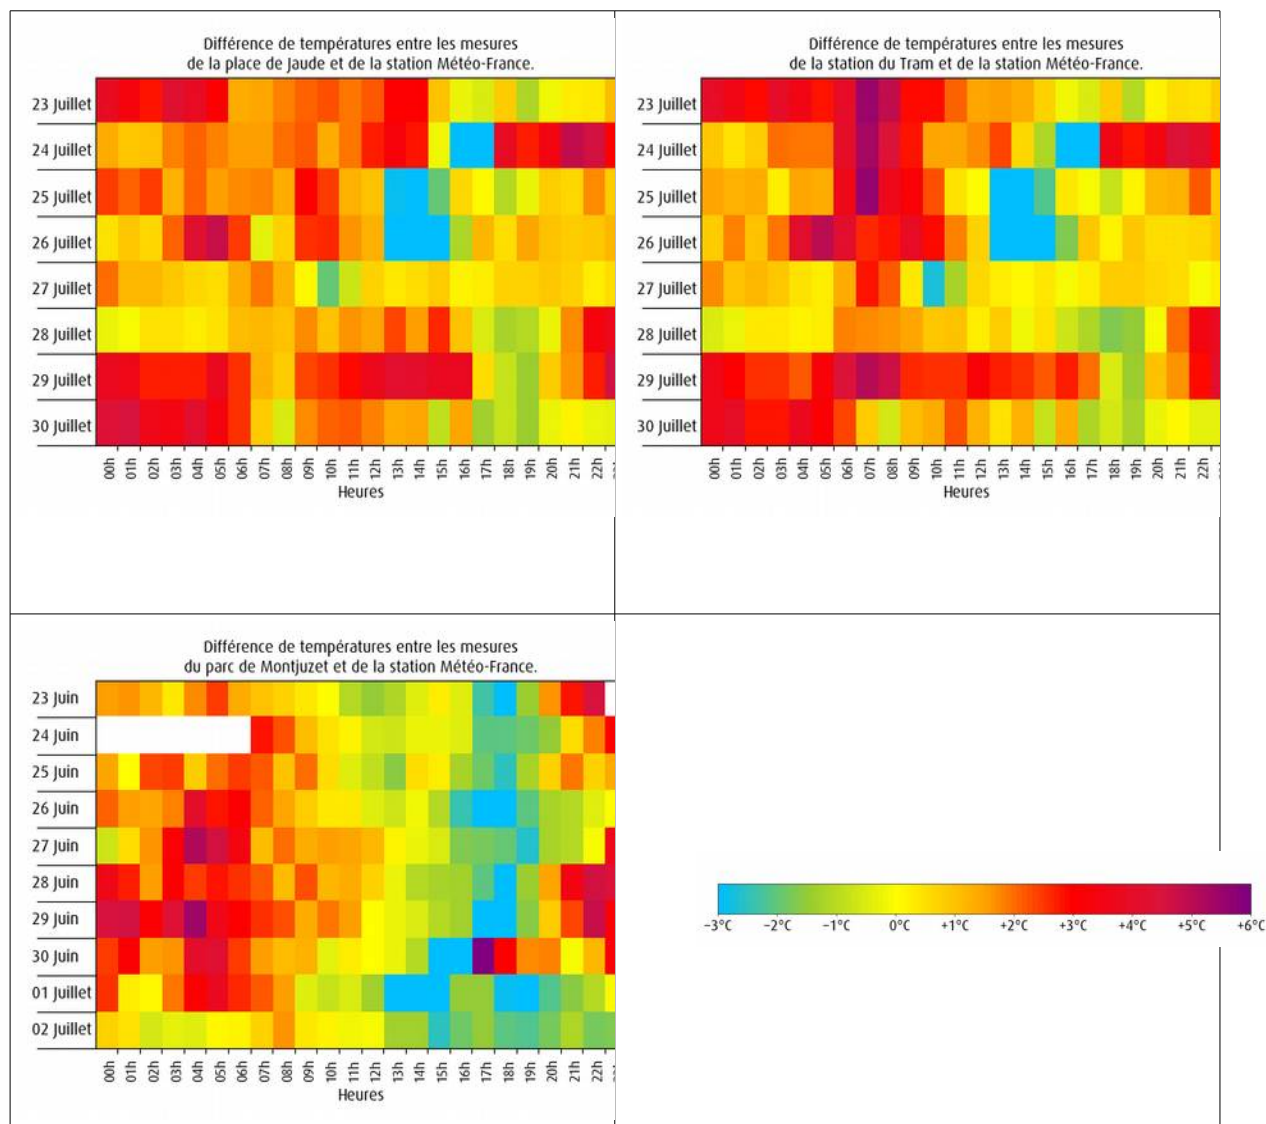 Différence de températures entre les mesures
de la place de Jaude et de la station Météo-France.
23 Juillet
24 Juillet
25 Juillet
26 Juillet
27 Juillet
28 Juillet
29 Juillet
30 Juillet
00h 01h 02h 03h 04h 05h 06h 07h 08h 09h 10h 11h 12h 13h 14h 15h 16h 17h 18h 19h 20h 21h 22h
Heures
Différence de températures entre les mesures
de la station du Tram et de la station Météo-France.
23 Juillet
24 Juillet
25 Juillet
26 Juillet
27 Juillet
28 Juillet
29 Juillet
30 Juillet
00h 01h 02h 03h 04h 05h 06h 07h 08h 09h 10h 11h 12h 13h 14h 15h 16h 17h 18h 19h 20h 21h 22h
Heures
Différence de températures entre les mesures
du parc de Montjuzet et de la station Météo-France.
23 Juin
24 Juin
25 Juin
26 Juin
27 Juin
28 Juin
29 Juin
30 Juin
01 Juillet
02 Juillet
00h 01h 02h 03h 04h 05h 06h 07h 08h 09h 10h 11h 12h 13h 14h 15h 16h 17h 18h 19h 20h 21h 22h
Heures
−3°C −2°C −1°C 0°C +1°C +2°C +3°C +4°C +5°C +6°C